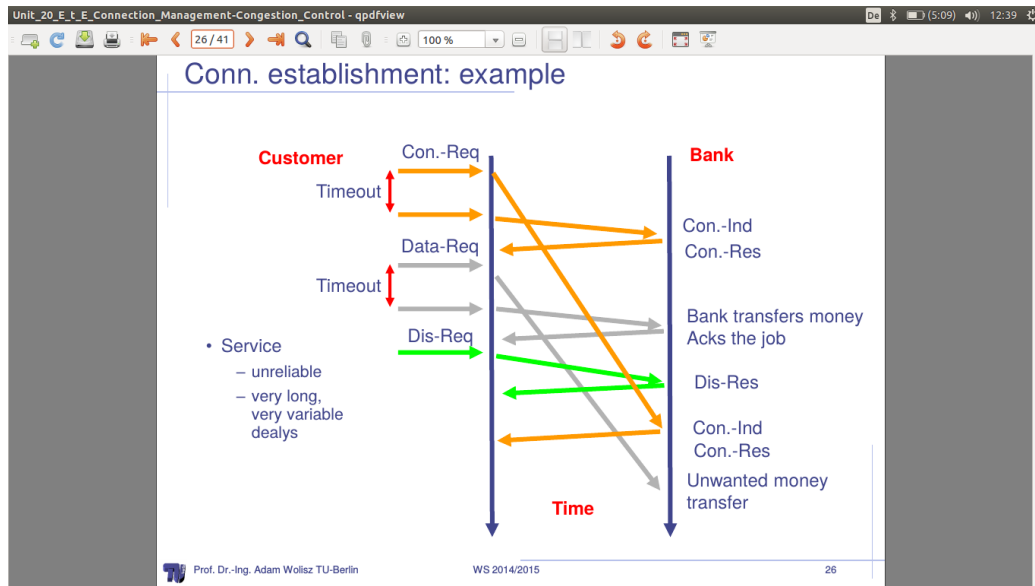 Unit_20_E_t_E_Connection_Management-Congestion_Control - qpdfview
De
(5:09)
12:39
26 / 41
100 %
Conn. establishment: example
Customer
Con.-Req
Bank
Timeout
Con.-Ind
Con.-Res
Data-Req
Timeout
Bank transfers money
Acks the job
Dis-Req
• Service
– unreliable
– very long,
very variable
dealys
Dis-Res
Con.-Ind
Con.-Res
Unwanted money
transfer
Time
Prof. Dr.-Ing. Adam Wolisz TU-Berlin
WS 2014/2015
26